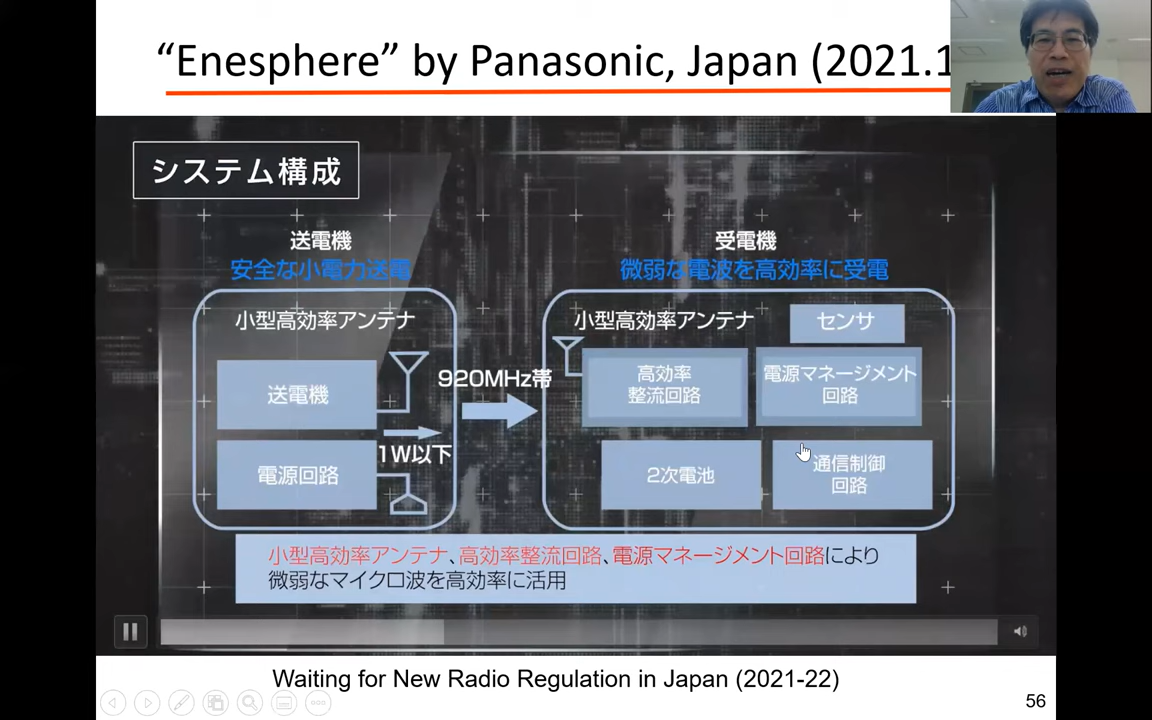 “Enesphere” by Panasonic, Japan (2021.1
システム構成
送電機
安全な小電力送電
小型高効率アンテナ
送電機
電源回路
1W以下
920MHz帯
受電機
微弱な電波を高効率に受電
小型高効率アンテナ
センサ
高効率
整流回路
電源マネージメント
回路
2次電池
通信制御
回路
小型高効率アンテナ、高効率整流回路、電源マネージメント回路により
微弱なマイクロ波を高効率に活用
Waiting for New Radio Regulation in Japan (2021-22)
56